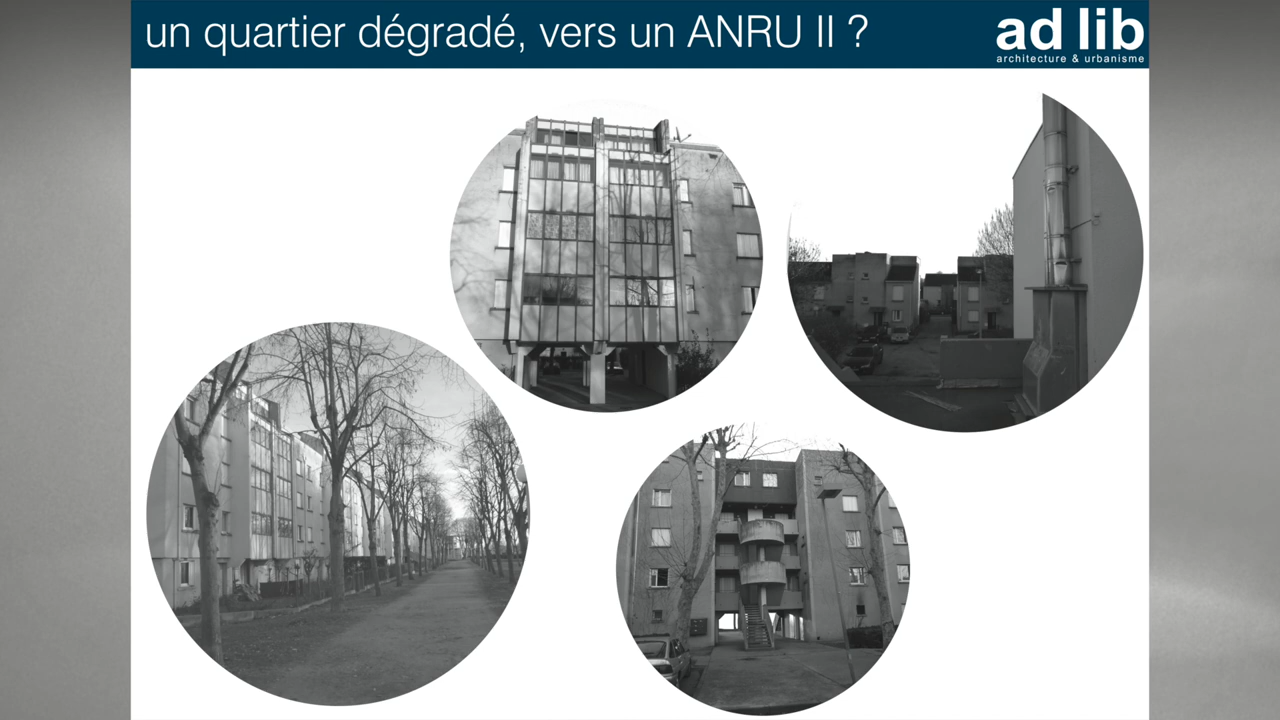 un quartier dégradé, vers un ANRU II ?
ad lib
architecture & urbanisme